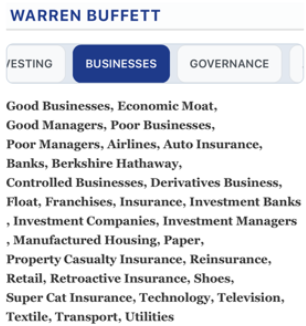 WARREN BUFFETT
VESTING BUSINESSES GOVERNANCE
Good Businesses, Economic Moat,
Good Managers, Poor Businesses,
Poor Managers, Airlines, Auto Insurance,
Banks, Berkshire Hathaway,
Controlled Businesses, Derivatives Business,
Float, Franchises, Insurance, Investment Banks
, Investment Companies, Investment Managers
, Manufactured Housing, Paper,
Property Casualty Insurance, Reinsurance,
Retail, Retroactive Insurance, Shoes,
Super Cat Insurance, Technology, Television,
Textile, Transport, Utilities